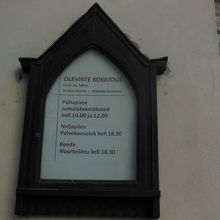 OLEVISTE KOGUDUS
Pühapäev
Jumalateenistused
kell 10.00 ja 12.00
Neljapäev
Palvekoosolek kell 18.30
Reede
Noorteõhtu kell 18.30